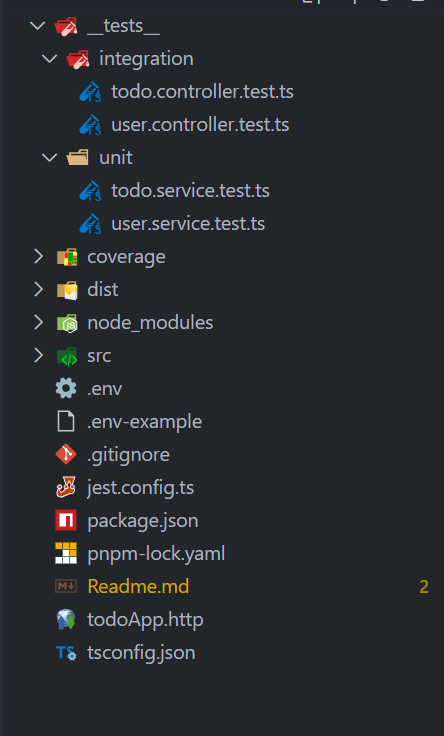 __tests__
integration
todo.controller.test.ts
user.controller.test.ts
unit
todo.service.test.ts
user.service.test.ts
coverage
dist
node_modules
src
.env
.env-example
.gitignore
jest.config.ts
package.json
pnpm-lock.yaml
Readme.md 2
todoApp.http
TS tsconfig.json